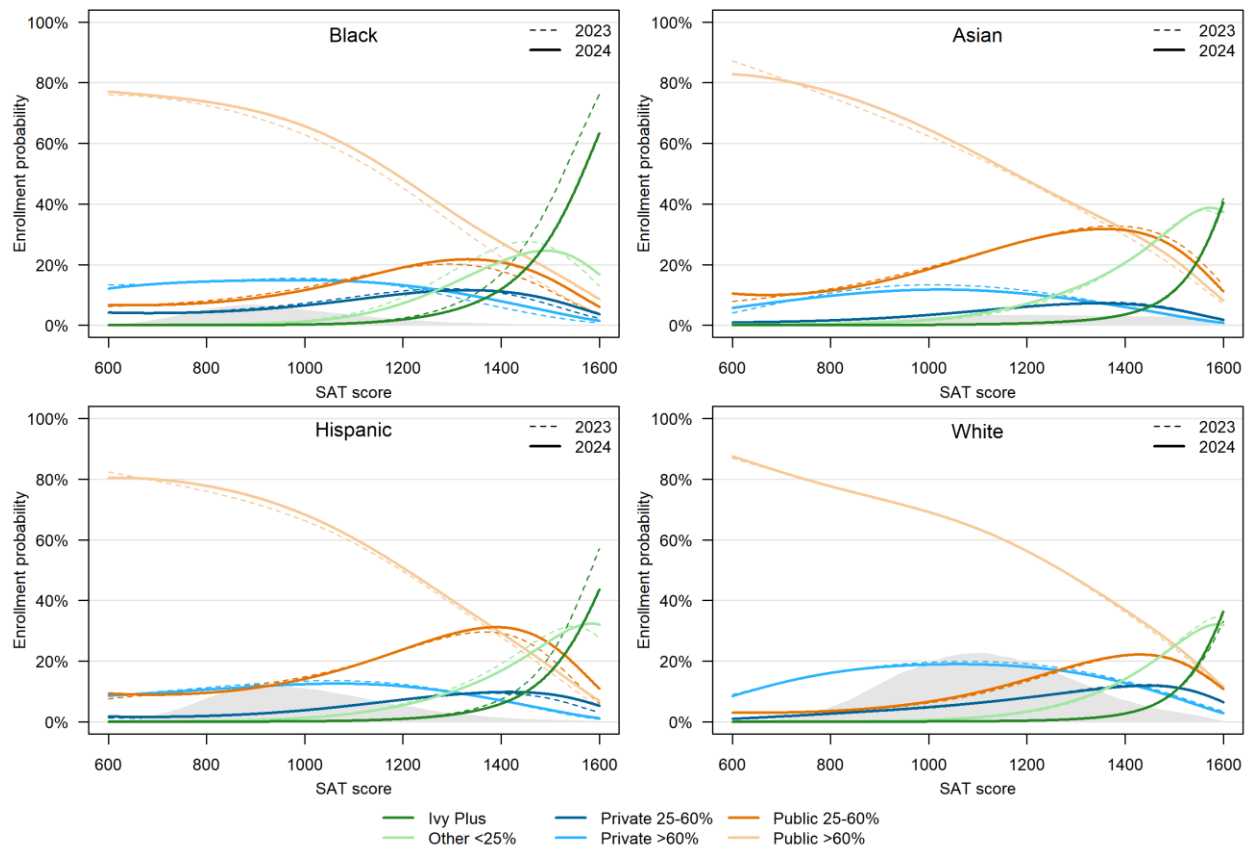 Black
2023
2024
Enrollment probability
100%
80%
60%
40%
20%
0%
600 800 1000 1200 1400 1600
SAT score
Asian
2023
2024
Enrollment probability
100%
80%
60%
40%
20%
0%
600 800 1000 1200 1400 1600
SAT score
Hispanic
2023
2024
Enrollment probability
100%
80%
60%
40%
20%
0%
600 800 1000 1200 1400 1600
SAT score
White
2023
2024
Enrollment probability
100%
80%
60%
40%
20%
0%
600 800 1000 1200 1400 1600
SAT score
Ivy Plus Private 25-60% Public 25-60%
Other <25% Private >60% Public >60%